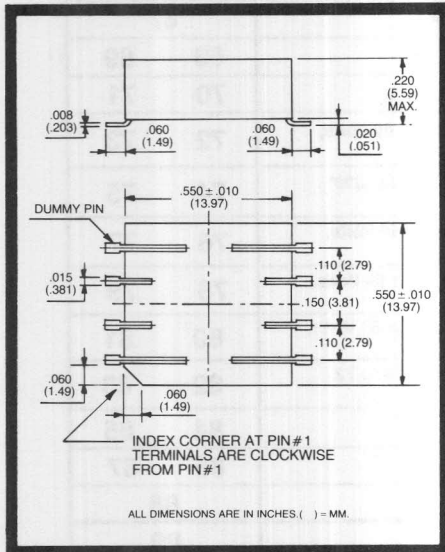 .220
(5.59)
MAX.
.008
(.203)
.060
(1.49)
.060
(1.49)
.020
(.051)
.550 ± .010
(13.97)
DUMMY PIN
.110 (2.79)
.015
(.381)
.150 (3.81)
.550 ± .010
(13.97)
.110 (2.79)
.060
(1.49)
.060
(1.49)
INDEX CORNER AT PIN #1
TERMINALS ARE CLOCKWISE
FROM PIN #1
ALL DIMENSIONS ARE IN INCHES. ( ) = MM.